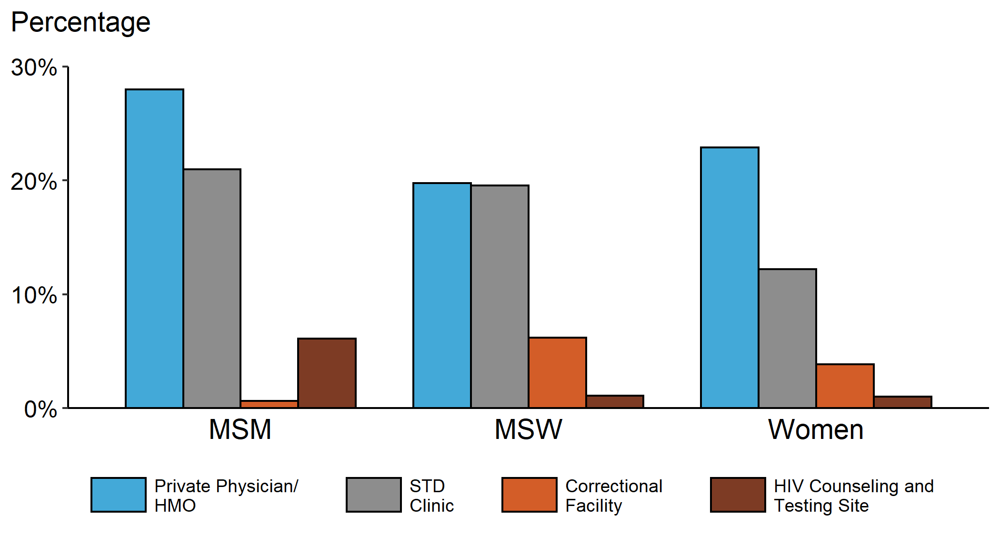 Percentage
30%
20%
10%
0%
MSM
MSW
Women
Private Physician/
HMO
STD
Clinic
Correctional
Facility
HIV Counseling and
Testing Site